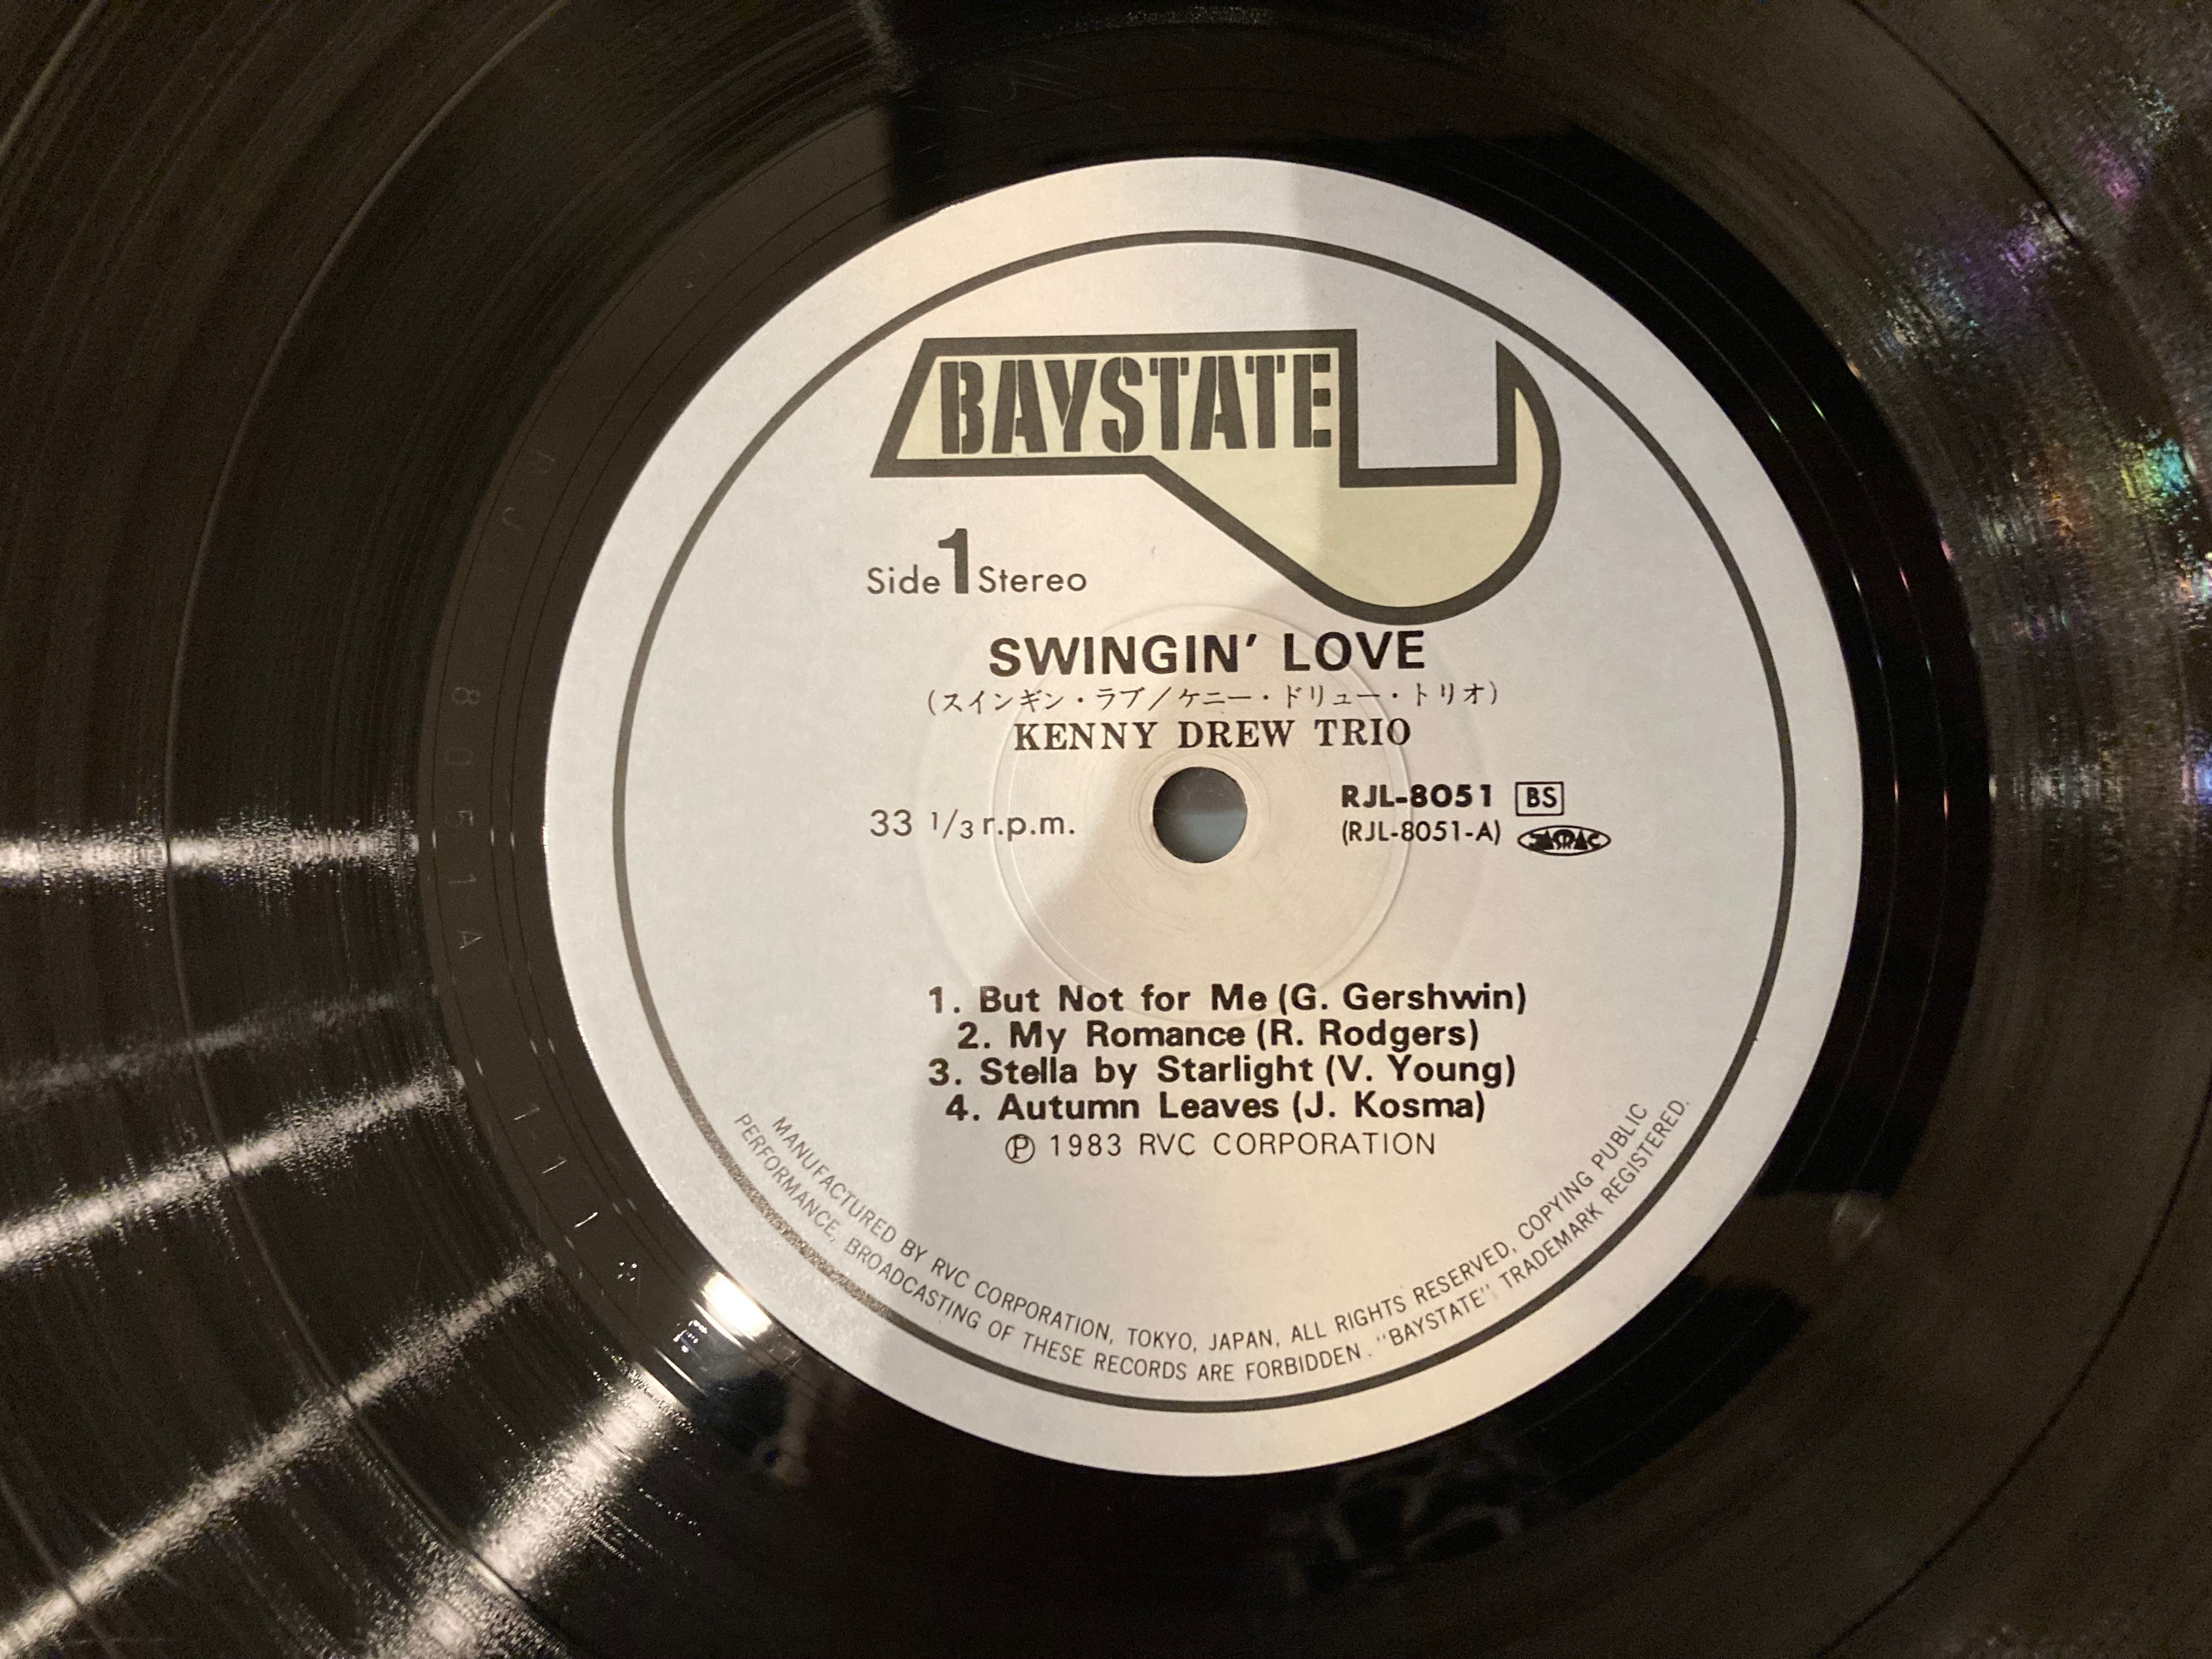 BAYSTATE
Side 1 Stereo
SWINGIN' LOVE
(スインギン・ラブ／ケニー・ドリュー・トリオ)
KENNY DREW TRIO
33 1/3 r.p.m.
RJL-8051 BS
(RJL-8051-A) JASRAC
1. But Not for Me (G. Gershwin)
2. My Romance (R. Rodgers)
3. Stella by Starlight (V. Young)
4. Autumn Leaves (J. Kosma)
Ⓟ 1983 RVC CORPORATION
MANUFACTURED BY RVC CORPORATION, TOKYO, JAPAN, ALL RIGHTS RESERVED, COPYING PUBLIC
PERFORMANCE, BROADCASTING OF THESE RECORDS ARE FORBIDDEN. "BAYSTATE" TRADEMARK REGISTERED.
8051A
111